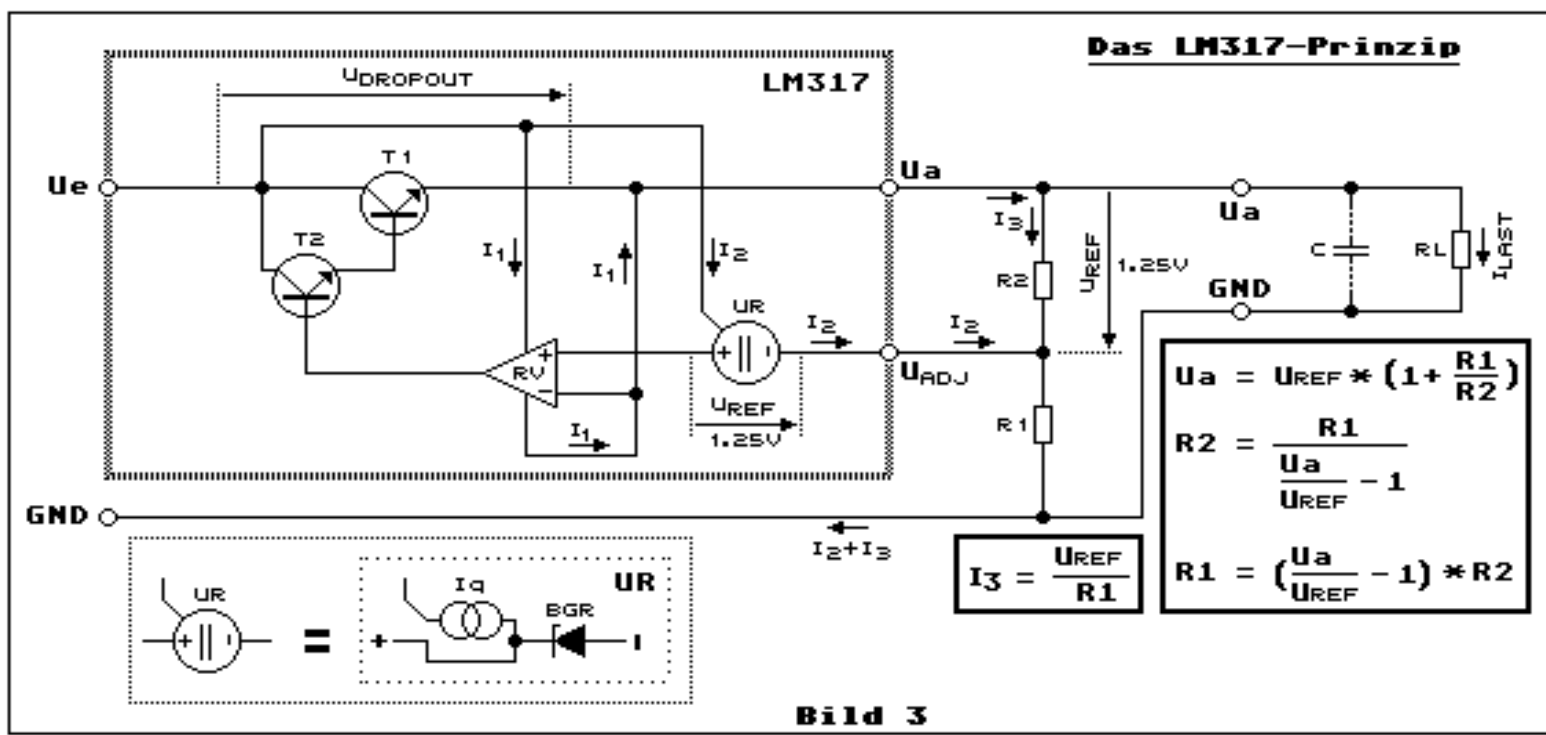 Das LM317-Prinzip
UDROPOUT
LM317
T1
Ue
Ua
T2
I1
I1
I2
I3
R2
UREF
1.25V
Ua
GND
C
RL
ILAST
UR
I2
I2
+
RV
−
UADJ
UREF
1.25V
I1
R1
GND
I2+I3
I3 = UREF / R1
Ua = UREF * (1 + R1 / R2)
R2 = R1 / (Ua / UREF - 1)
R1 = (Ua / UREF - 1) * R2
UR
=
Iq
UR
BGR
+
Bild 3